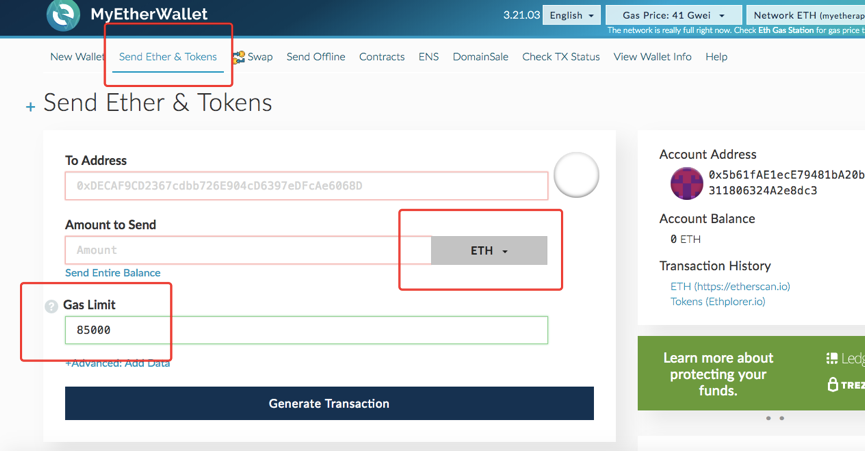 MyEtherWallet
3.21.03 English Gas Price: 41 Gwei Network ETH (myetherap
The network is really full right now. Check Eth Gas Station for gas price t
New Wallet Send Ether & Tokens Swap Send Offline Contracts ENS DomainSale Check TX Status View Wallet Info Help
+ Send Ether & Tokens
To Address
0xDECAF9CD2367cdbb726E904cD6397eDFcAe6068D
Amount to Send
Amount ETH
Send Entire Balance
? Gas Limit
85000
+Advanced: Add Data
Generate Transaction
Account Address
0x5b61fAE1ecE79481bA20b
311806324A2e8dc3
Account Balance
0 ETH
Transaction History
ETH (https://etherscan.io)
Tokens (Ethplorer.io)
Learn more about
protecting your
funds.
Ledg
TREZ